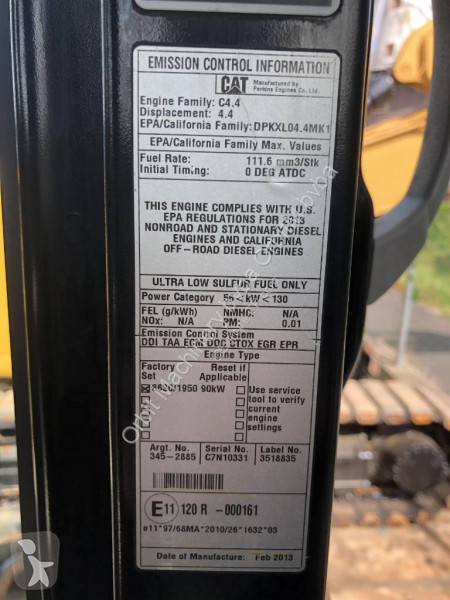 EMISSION CONTROL INFORMATION
CAT Manufactured by
Perkins Engines Co. Ltd.
Engine Family: C4.4
Displacement: 4.4
EPA/California Family: DPKXL04.4MK1
EPA/California Family Max. Values
Fuel Rate: 111.6 mm3/Stk
Initial Timing: 0 DEG ATDC
THIS ENGINE COMPLIES WITH U.S.
EPA REGULATIONS FOR 2013
NONROAD AND STATIONARY DIESEL
ENGINES AND CALIFORNIA
OFF-ROAD DIESEL ENGINES
ULTRA LOW SULFUR FUEL ONLY
Power Category 56<kW<130
FEL (g/kWh) NMHC: N/A
NOx: N/A PM: 0.01
Emission Control System
DDI TAA ECM DOC CTOX EGR EPR
Engine Type
Factory Set Reset if Applicable
/1950 90kW
Use service
tool to verify
current
engine
settings
Argt. No. Serial No. Label No.
345-2885 C7N10331 3518835
E11 120 R -000161
#11*97/68MA*2010/26*1632*03
Date of Manufacture: Feb 2013
Orbit Machinery